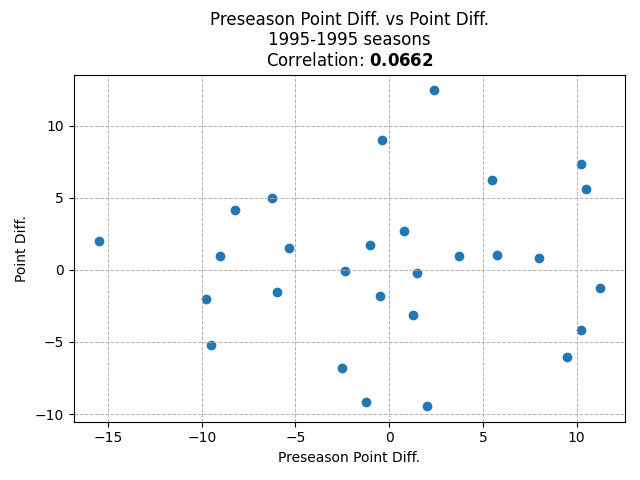 Preseason Point Diff. vs Point Diff.
1995-1995 seasons
Correlation: 0.0662
10
5
0
−5
−10
Point Diff.
−15
−10
−5
0
5
10
Preseason Point Diff.